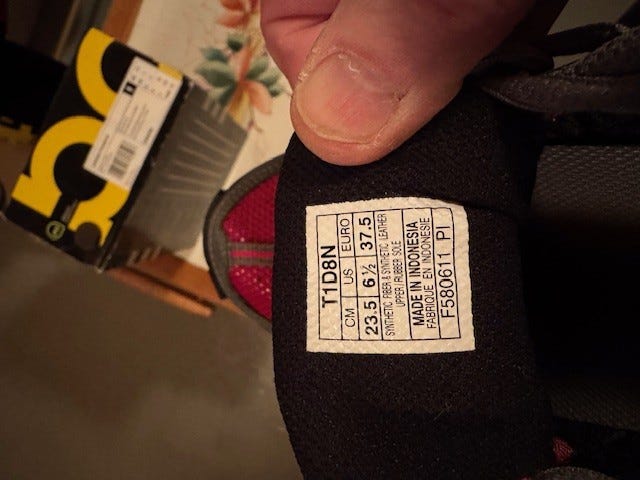 T1D8N
CM US EURO
23.5 6½ 37.5
SYNTHETIC FIBER & SYNTHETIC LEATHER
UPPER / RUBBER SOLE
MADE IN INDONESIA
FABRIQUE EN INDONESIE
F580611 PI